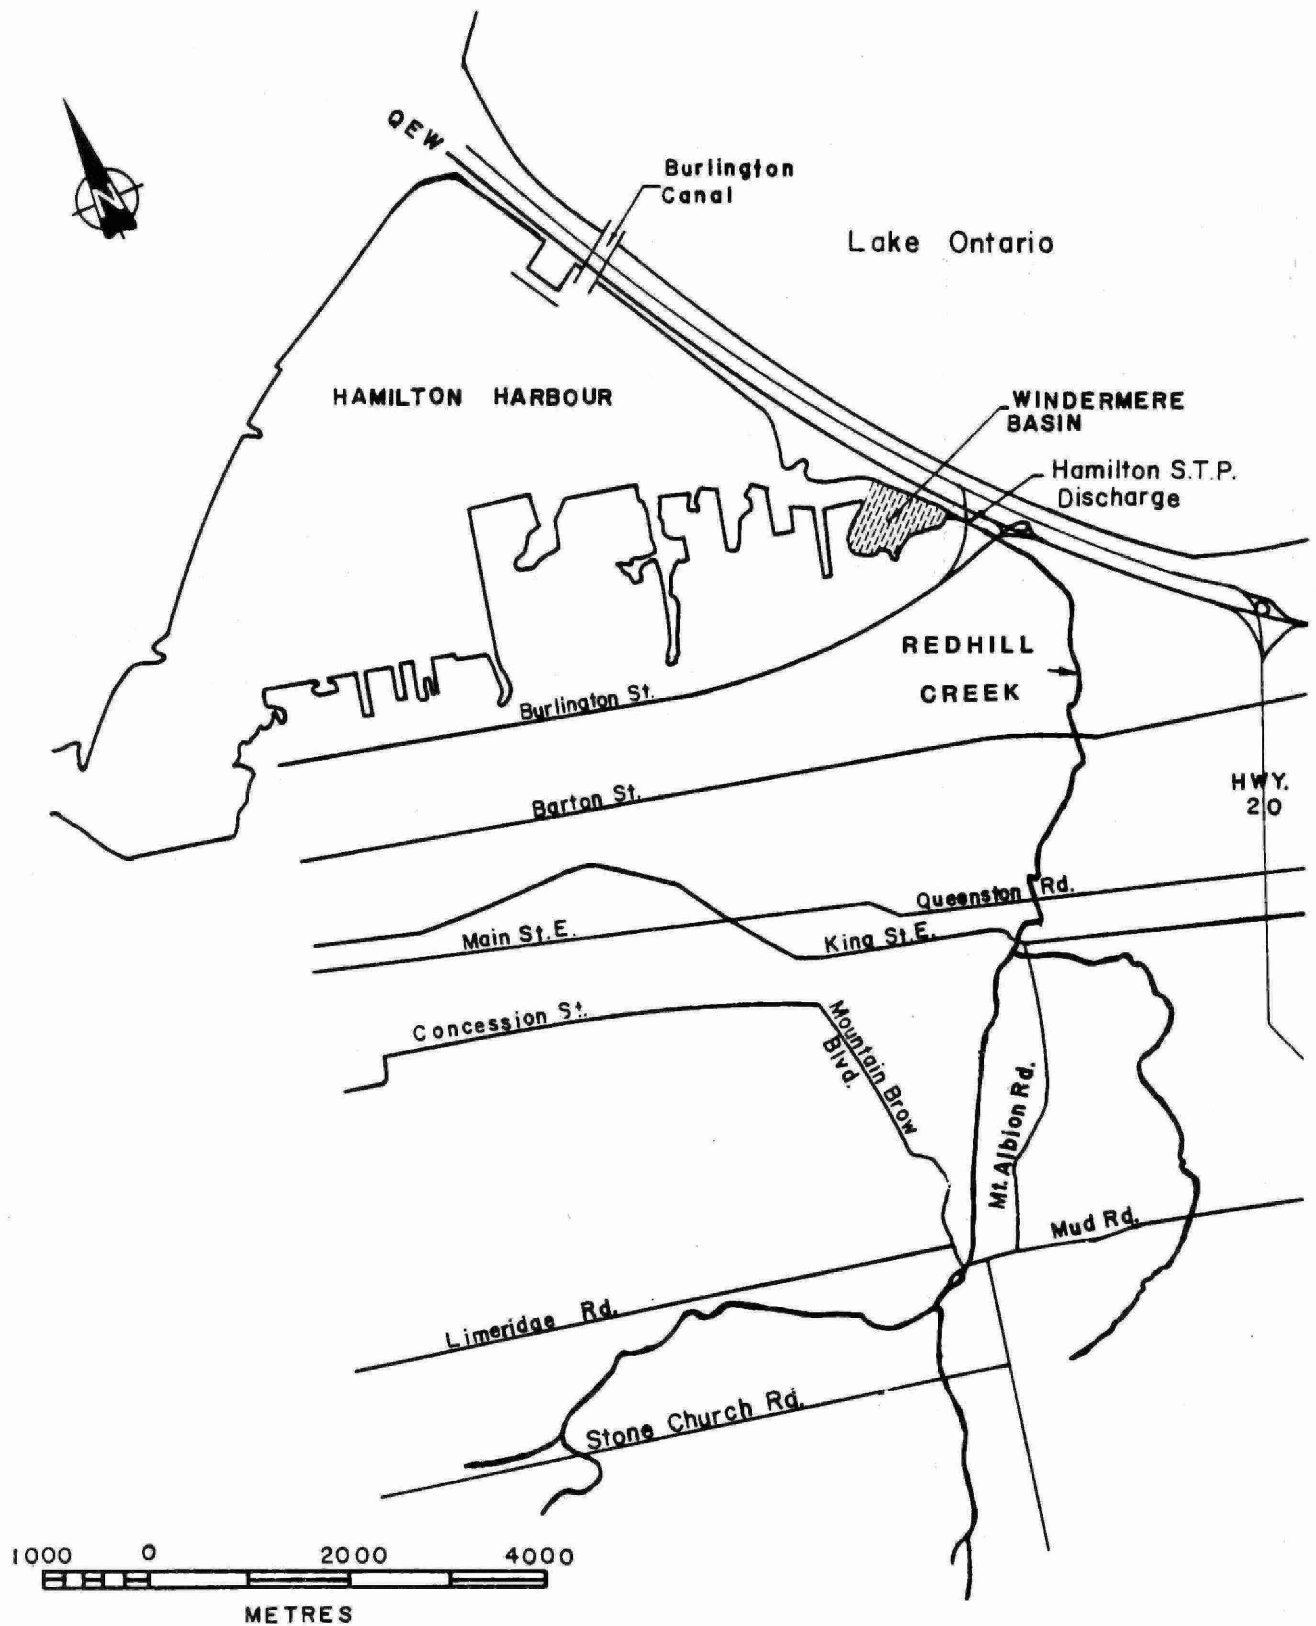 QEW
Burlington
Canal
Lake Ontario
N
HAMILTON HARBOUR
WINDERMERE
BASIN
Hamilton S.T.P.
Discharge
REDHILL
CREEK
Burlington St.
Barton St.
HWY.
20
Queenston Rd.
Main St. E.
King St. E.
Concession St.
Mountain Brow
Blvd.
Mt. Albion Rd.
Mud Rd.
Limeridge Rd.
Stone Church Rd.
1000 0 2000 4000
METRES